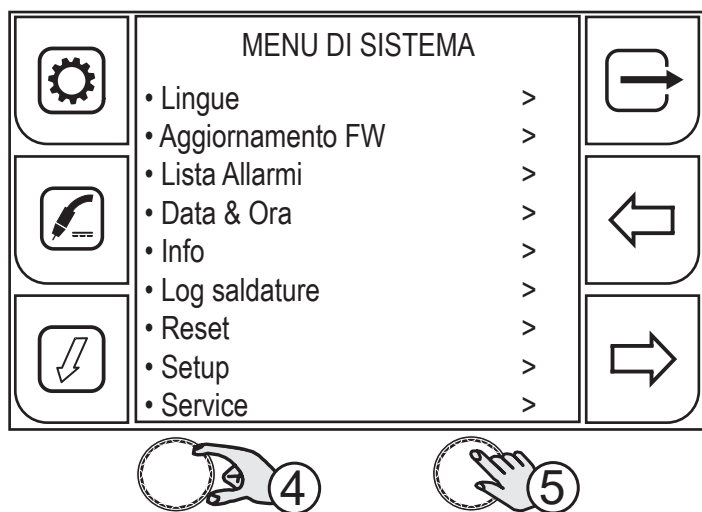 MENU DI SISTEMA
• Lingue >
• Aggiornamento FW >
• Lista Allarmi >
• Data & Ora >
• Info >
• Log saldature >
• Reset >
• Setup >
• Service >
4
5